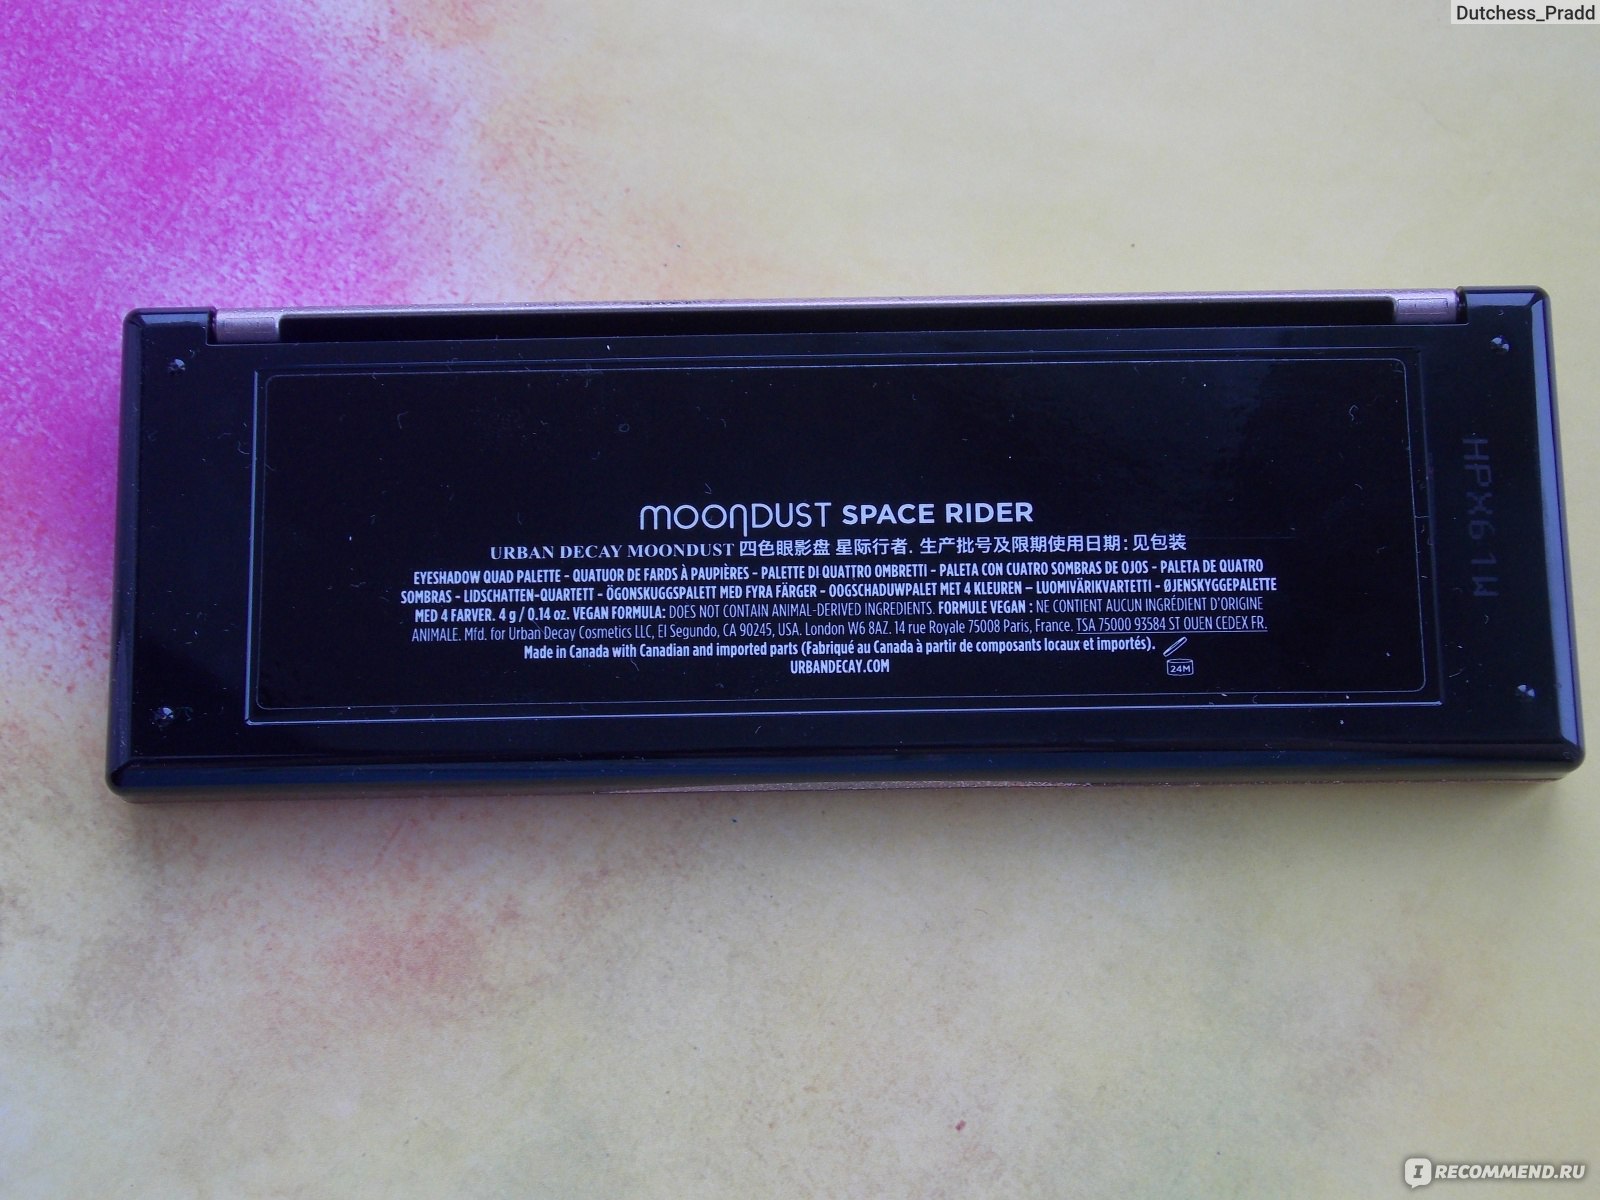 Dutchess_Pradd
MOONDUST SPACE RIDER
URBAN DECAY MOONDUST 四色眼影盘 星际行者. 生产批号及限期使用日期: 见包装
EYESHADOW QUAD PALETTE – QUATUOR DE FARDS À PAUPIÈRES – PALETTE DI QUATTRO OMBRETTI – PALETA CON CUATRO SOMBRAS DE OJOS – PALETA DE QUATRO
SOMBRAS – LIDSCHATTEN-QUARTETT – ÖGONSKUGGSPALETT MED FYRA FÄRGER – OOGSCHADUWPALET MET 4 KLEUREN – LUOMIVÄRIKVARTETTI – ØJENSKYGGEPALETTE
MED 4 FARVER. 4 g / 0.14 oz. VEGAN FORMULA: DOES NOT CONTAIN ANIMAL-DERIVED INGREDIENTS. FORMULE VEGAN : NE CONTIENT AUCUN INGRÉDIENT D'ORIGINE
ANIMALE. Mfd. for Urban Decay Cosmetics LLC, El Segundo, CA 90245, USA. London W6 8AZ. 14 rue Royale 75008 Paris, France. TSA 75000 93584 ST OUEN CEDEX FR.
Made in Canada with Canadian and imported parts (Fabriqué au Canada à partir de composants locaux et importés).
URBANDECAY.COM
24M
HPX61W
IRECOMMEND.RU